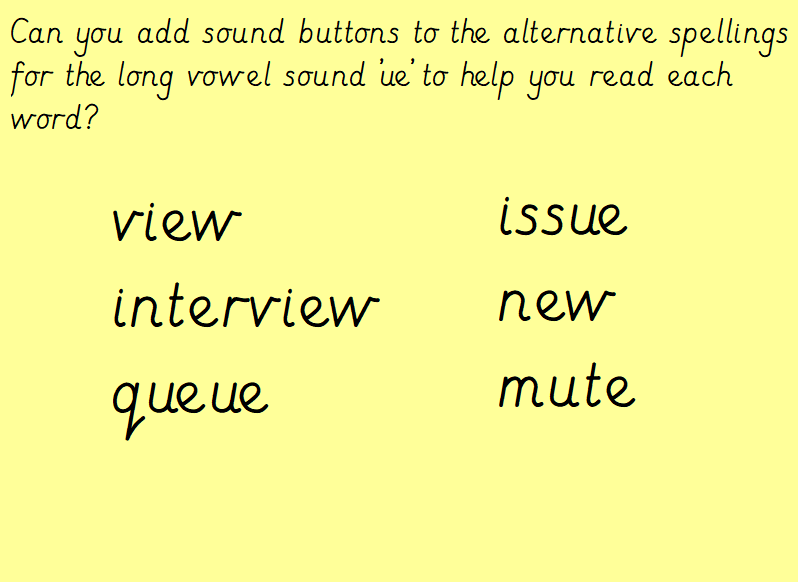 Can you add sound buttons to the alternative spellings
for the long vowel sound 'ue' to help you read each
word?
view
interview
queue
issue
new
mute